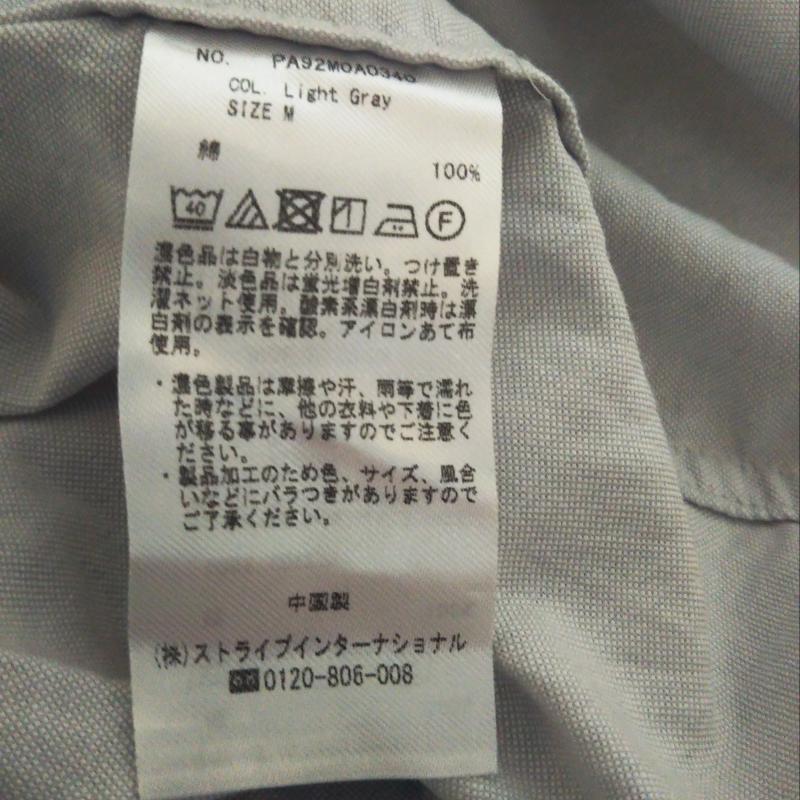 NO. PA92M0A0340
COL. Light Gray
SIZE M
綿
100%
40
F
濃色品は白物と分別洗い。つけ置き
禁止。淡色品は蛍光増白剤禁止。洗
濯ネット使用。酸素系漂白剤時は漂
白剤の表示を確認。アイロンあて布
使用。
・濃色製品は摩擦や汗、雨等で濡れ
た時などに、他の衣料や下着に色
が移る事がありますのでご注意く
ださい。
・製品加工のため色、サイズ、風合
いなどにバラつきがありますので
ご了承ください。
中国製
(株)ストライプインターナショナル
0120-806-008